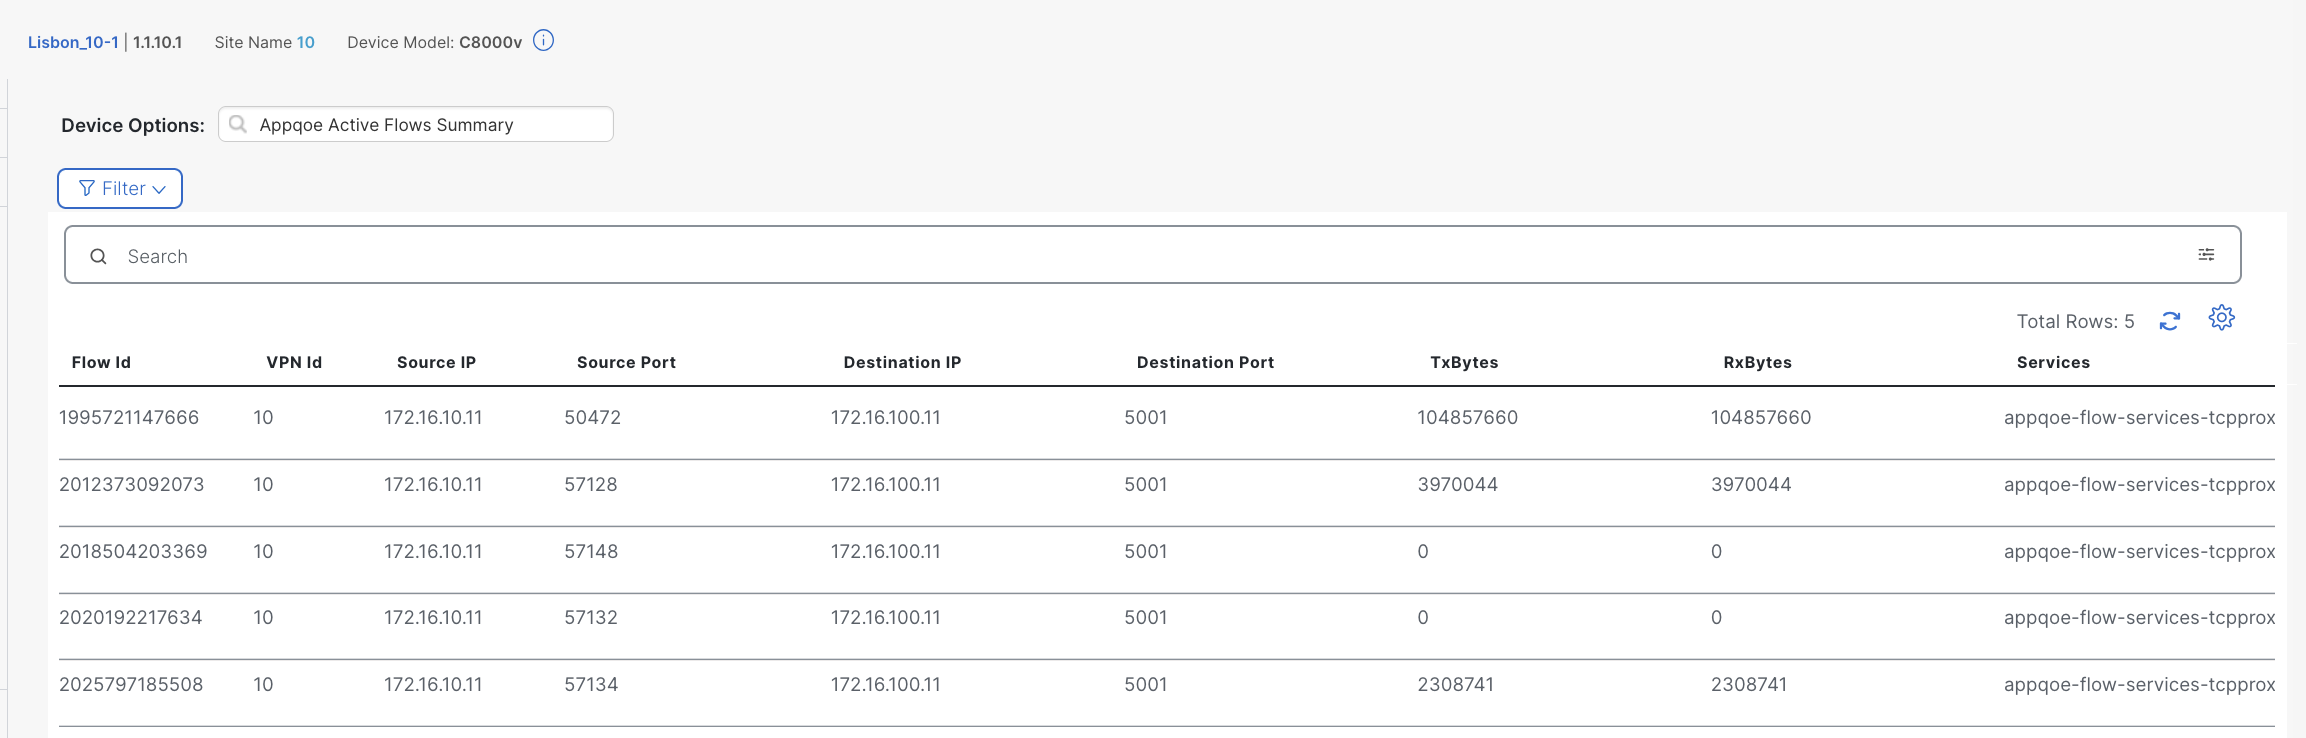 Lisbon_10-1 | 1.1.10.1 Site Name 10 Device Model: C8000v
Device Options: Appqoe Active Flows Summary
Filter
Search
Total Rows: 5
Flow Id VPN Id Source IP Source Port Destination IP Destination Port TxBytes RxBytes Services
1995721147666 10 172.16.10.11 50472 172.16.100.11 5001 104857660 104857660 appqoe-flow-services-tcpprox
2012373092073 10 172.16.10.11 57128 172.16.100.11 5001 3970044 3970044 appqoe-flow-services-tcpprox
2018504203369 10 172.16.10.11 57148 172.16.100.11 5001 0 0 appqoe-flow-services-tcpprox
2020192217634 10 172.16.10.11 57132 172.16.100.11 5001 0 0 appqoe-flow-services-tcpprox
2025797185508 10 172.16.10.11 57134 172.16.100.11 5001 2308741 2308741 appqoe-flow-services-tcpprox